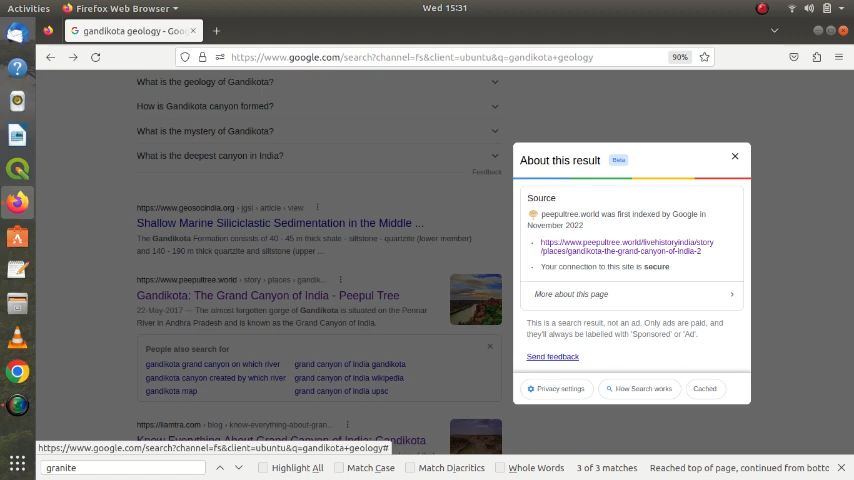 Activities
Firefox Web Browser
Wed 15:31
gandikota geology - Goo
https://www.google.com/search?channel=fs&client=ubuntu&q=gandikota+geology
90%
What is the geology of Gandikota?
How is Gandikota canyon formed?
What is the mystery of Gandikota?
What is the deepest canyon in India?
Feedback
https://www.geosocindia.org › jgsi › article › view
Shallow Marine Siliciclastic Sedimentation in the Middle ...
The Gandikota Formation consists of 40 - 45 m thick shale - siltstone - quartzite (lower member)
and 140 - 190 m thick quartzite and siltstone (upper ...
https://www.peepultree.world › story › places › gandik...
Gandikota: The Grand Canyon of India - Peepul Tree
22-May-2017 — The almost forgotten gorge of Gandikota is situated on the Pennar
River in Andhra Pradesh and is known as the Grand Canyon of India.
People also search for
gandikota grand canyon on which river
grand canyon of india gandikota
gandikota canyon created by which river
grand canyon of india wikipedia
gandikota map
grand canyon of india upsc
https://liamtra.com › blog › know-everything-about-gran...
Know Everything About Grand Canyon of India: Gandikota
About this result
Beta
Source
peepultree.world was first indexed by Google in
November 2022
https://www.peepultree.world/livehistoryindia/story
/places/gandikota-the-grand-canyon-of-india-2
Your connection to this site is secure
More about this page
This is a search result, not an ad. Only ads are paid, and
they'll always be labelled with 'Sponsored' or 'Ad'.
Send feedback
Privacy settings
How Search works
Cached
https://www.google.com/search?channel=fs&client=ubuntu&q=gandikota+geology#
granite
Highlight All
Match Case
Match Diacritics
Whole Words
3 of 3 matches
Reached top of page, continued from botto